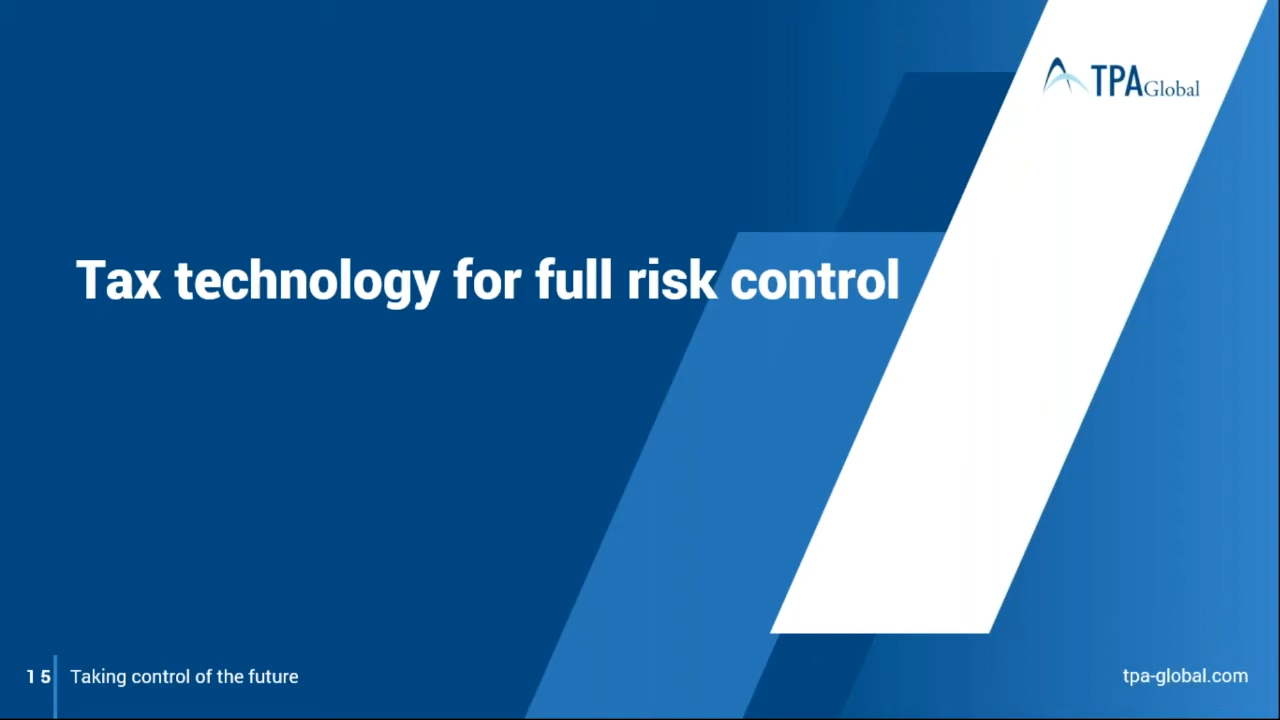 TPA Global
Tax technology for full risk control
15 Taking control of the future
tpa-global.com